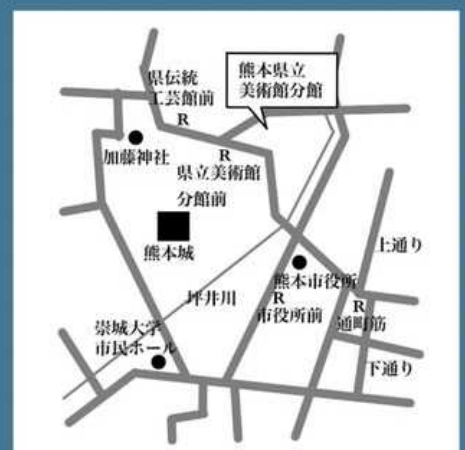 県伝統
工芸館前
R
熊本県立
美術館分館
加藤神社
R
県立美術館
分館前
熊本城
上通り
熊本市役所
坪井川
R
市役所前
R
通町筋
崇城大学
市民ホール
下通り